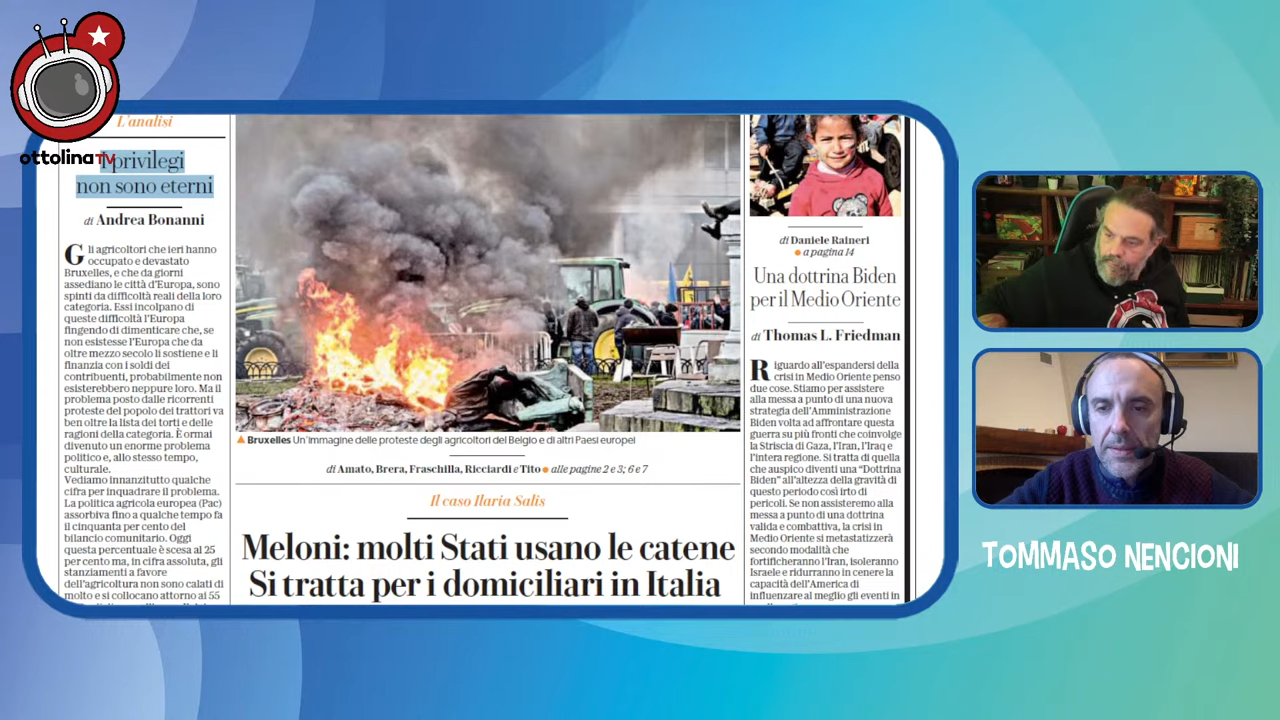 ottolina TV
L'analisi
I privilegi
non sono eterni
di Andrea Bonanni
Gli agricoltori che ieri hanno
occupato e devastato
Bruxelles, e che da giorni
assediano le città d'Europa, sono
spinti da difficoltà reali della loro
categoria. Essi incolpano di
queste difficoltà l'Europa
fingendo di dimenticare che, se
non esistesse l'Europa che da
oltre mezzo secolo li sostiene e li
finanzia con i soldi dei
contribuenti, probabilmente non
esisterebbero neppure loro. Ma il
problema posto dalle ricorrenti
proteste del popolo dei trattori va
ben oltre la lista dei torti e delle
ragioni della categoria. È ormai
divenuto un enorme problema
politico e, allo stesso tempo,
culturale.
Vediamo innanzitutto qualche
cifra per inquadrare il problema.
La politica agricola europea (Pac)
assorbiva fino a qualche tempo fa
il cinquanta per cento del
bilancio comunitario. Oggi
questa percentuale è scesa al 25
per cento ma, in cifra assoluta, gli
stanziamenti a favore
dell'agricoltura non sono calati di
molto e si collocano attorno ai 55
Bruxelles Un'immagine delle proteste degli agricoltori del Belgio e di altri Paesi europei
di Amato, Brera, Fraschilla, Ricciardi e Tito ● alle pagine 2 e 3; 6 e 7
Il caso Ilaria Salis
Meloni: molti Stati usano le catene
Si tratta per i domiciliari in Italia
di Daniele Raineri
● a pagina 14
Una dottrina Biden
per il Medio Oriente
di Thomas L. Friedman
Riguardo all'espandersi della
crisi in Medio Oriente penso
due cose. Stiamo per assistere
alla messa a punto di una nuova
strategia dell'Amministrazione
Biden volta ad affrontare questa
guerra su più fronti che coinvolge
la Striscia di Gaza, l'Iran, l'Iraq e
l'intera regione. Si tratta di quella
che auspico diventi una "Dottrina
Biden" all'altezza della gravità di
questo periodo così irto di
pericoli. Se non assisteremo alla
messa a punto di una dottrina
valida e combattiva, la crisi in
Medio Oriente si metastatizzerà
secondo modalità che
fortificheranno l'Iran, isoleranno
Israele e ridurranno in cenere la
capacità dell'America di
influenzare al meglio gli eventi in
TOMMASO NENCIONI